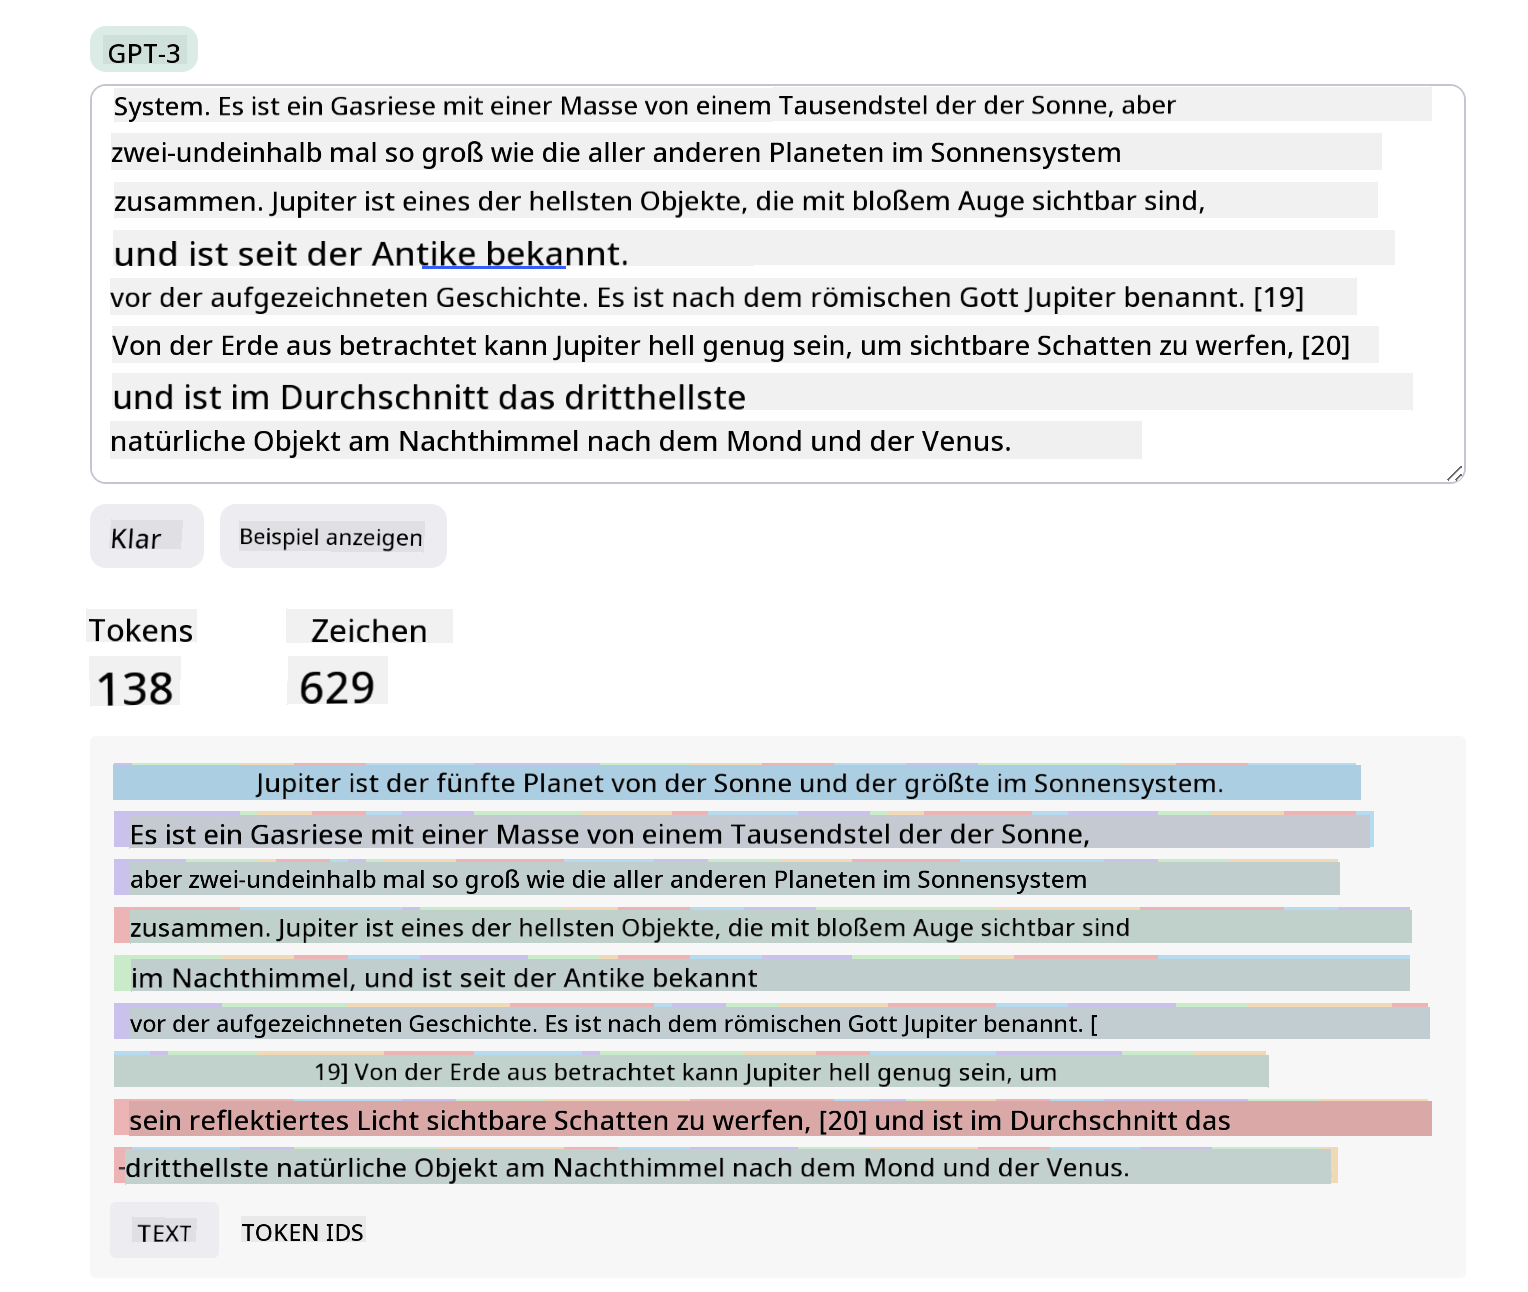 GPT-3
System. Es ist ein Gasriese mit einer Masse von einem Tausendstel der der Sonne, aber
zwei-undeinhalb mal so groß wie die aller anderen Planeten im Sonnensystem
zusammen. Jupiter ist eines der hellsten Objekte, die mit bloßem Auge sichtbar sind,
und ist seit der Antike bekannt.
vor der aufgezeichneten Geschichte. Es ist nach dem römischen Gott Jupiter benannt. [19]
Von der Erde aus betrachtet kann Jupiter hell genug sein, um sichtbare Schatten zu werfen, [20]
und ist im Durchschnitt das dritthellste
natürliche Objekt am Nachthimmel nach dem Mond und der Venus.
Klar
Beispiel anzeigen
Tokens
Zeichen
138
629
Jupiter ist der fünfte Planet von der Sonne und der größte im Sonnensystem.
Es ist ein Gasriese mit einer Masse von einem Tausendstel der der Sonne,
aber zwei-undeinhalb mal so groß wie die aller anderen Planeten im Sonnensystem
zusammen. Jupiter ist eines der hellsten Objekte, die mit bloßem Auge sichtbar sind
im Nachthimmel, und ist seit der Antike bekannt
vor der aufgezeichneten Geschichte. Es ist nach dem römischen Gott Jupiter benannt. [
19] Von der Erde aus betrachtet kann Jupiter hell genug sein, um
sein reflektiertes Licht sichtbare Schatten zu werfen, [20] und ist im Durchschnitt das
-dritthellste natürliche Objekt am Nachthimmel nach dem Mond und der Venus.
TEXT
TOKEN IDS